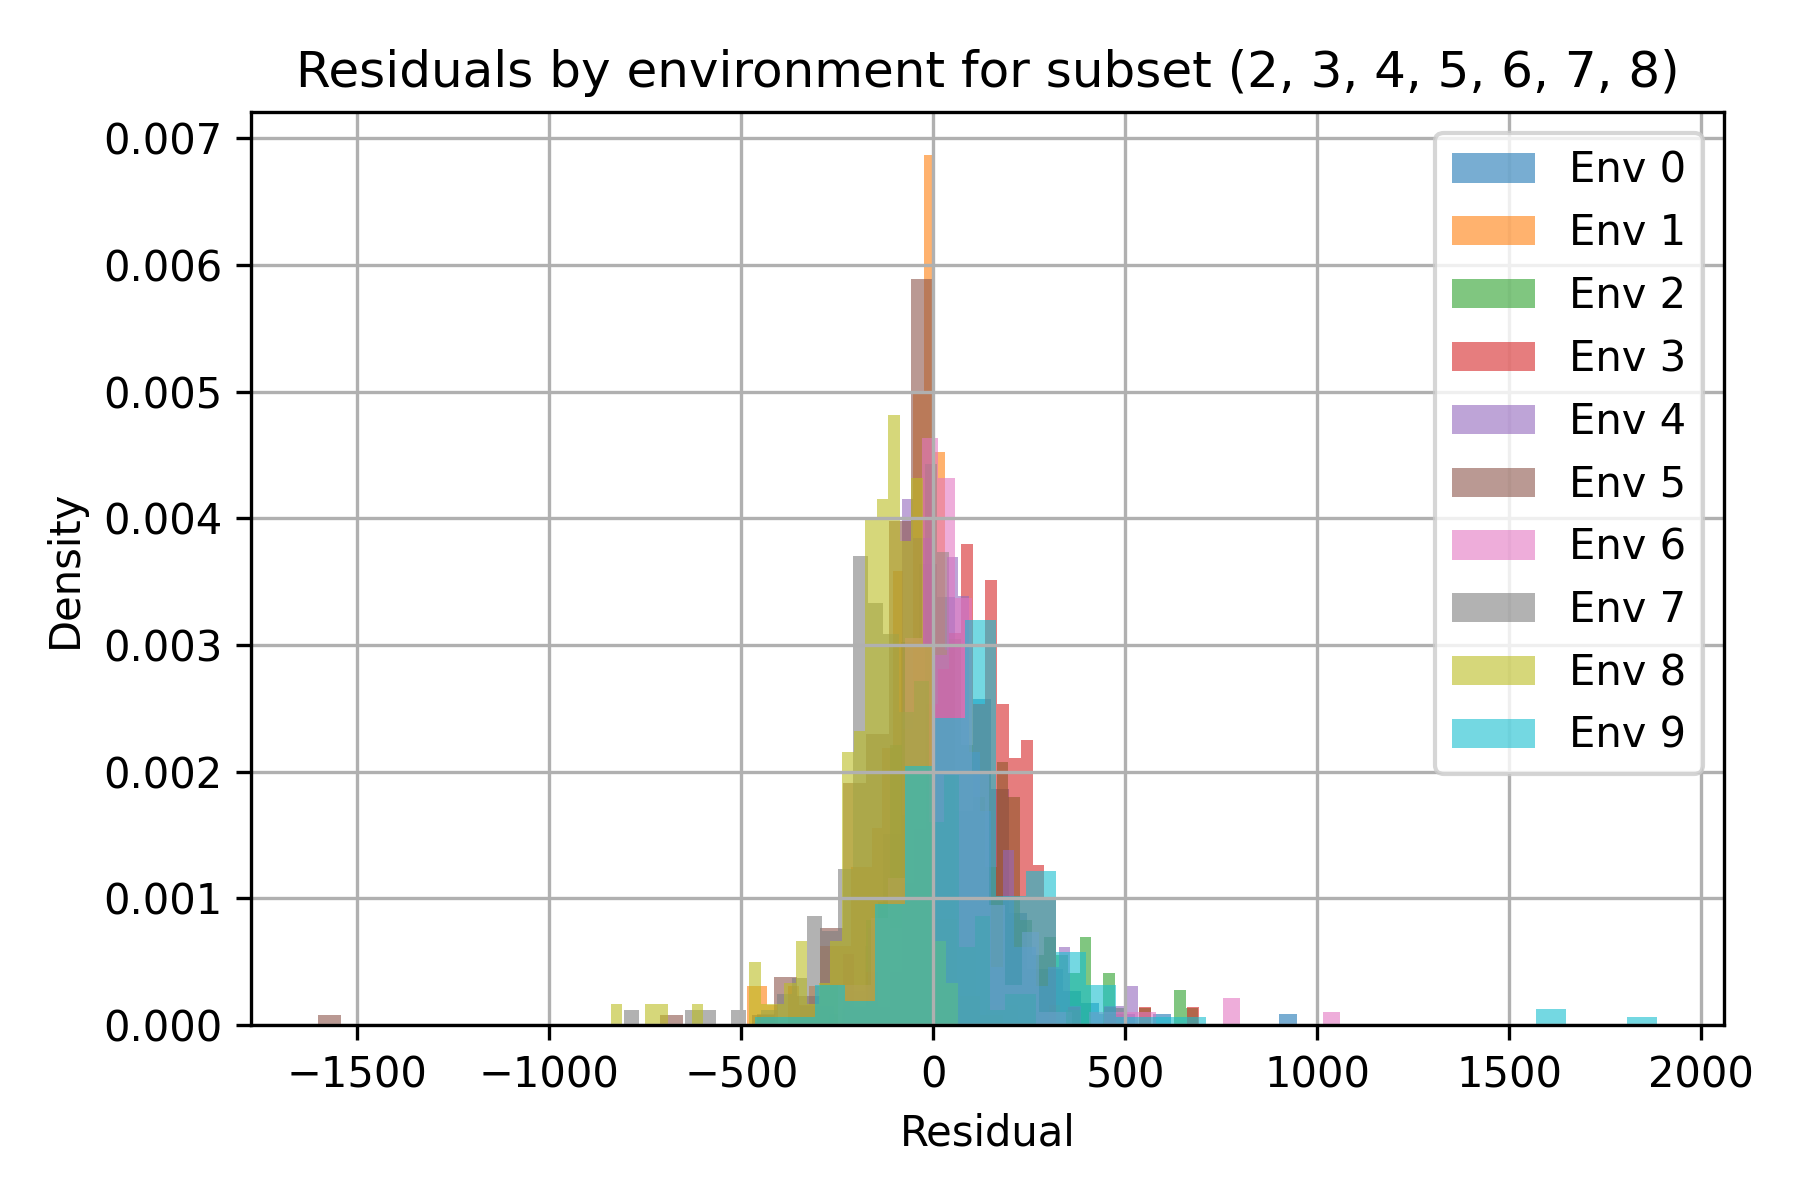 Residuals by environment for subset (2, 3, 4, 5, 6, 7, 8)
0.007
0.006
0.005
0.004
0.003
0.002
0.001
0.000
Density
Env 0
Env 1
Env 2
Env 3
Env 4
Env 5
Env 6
Env 7
Env 8
Env 9
−1500
−1000
−500
0
500
1000
1500
2000
Residual